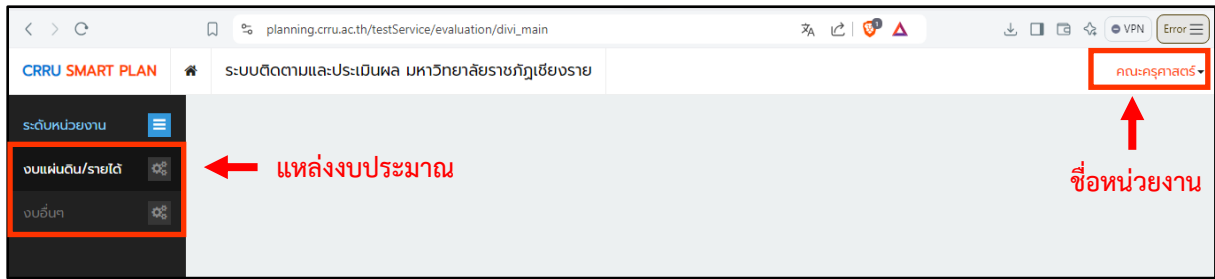 planning.crru.ac.th/testService/evaluation/divi_main
VPN
Error
CRRU SMART PLAN
ระบบติดตามและประเมินผล มหาวิทยาลัยราชภัฏเชียงราย
คณะครุศาสตร์
ระดับหน่วยงาน
งบแผ่นดิน/รายได้
แหล่งงบประมาณ
ชื่อหน่วยงาน
งบอื่นๆ